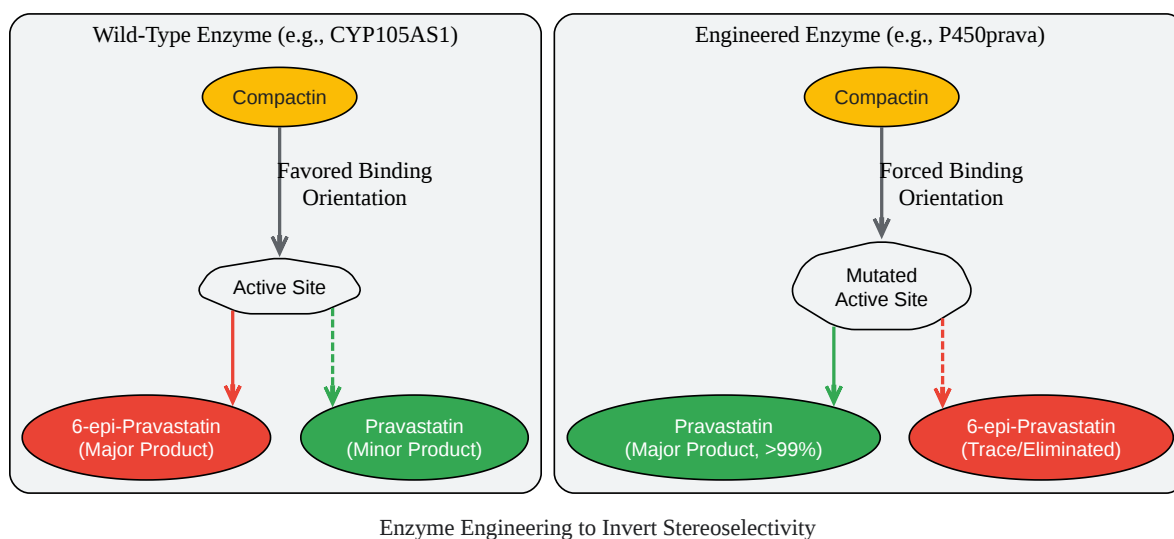 Wild-Type Enzyme (e.g., CYP105AS1)
Compactin
Favored Binding
Orientation
Active Site
6-epi-Pravastatin
(Major Product)
Pravastatin
(Minor Product)
Engineered Enzyme (e.g., P450prava)
Compactin
Forced Binding
Orientation
Mutated
Active Site
Pravastatin
(Major Product, >99%)
6-epi-Pravastatin
(Trace/Eliminated)
Enzyme Engineering to Invert Stereoselectivity